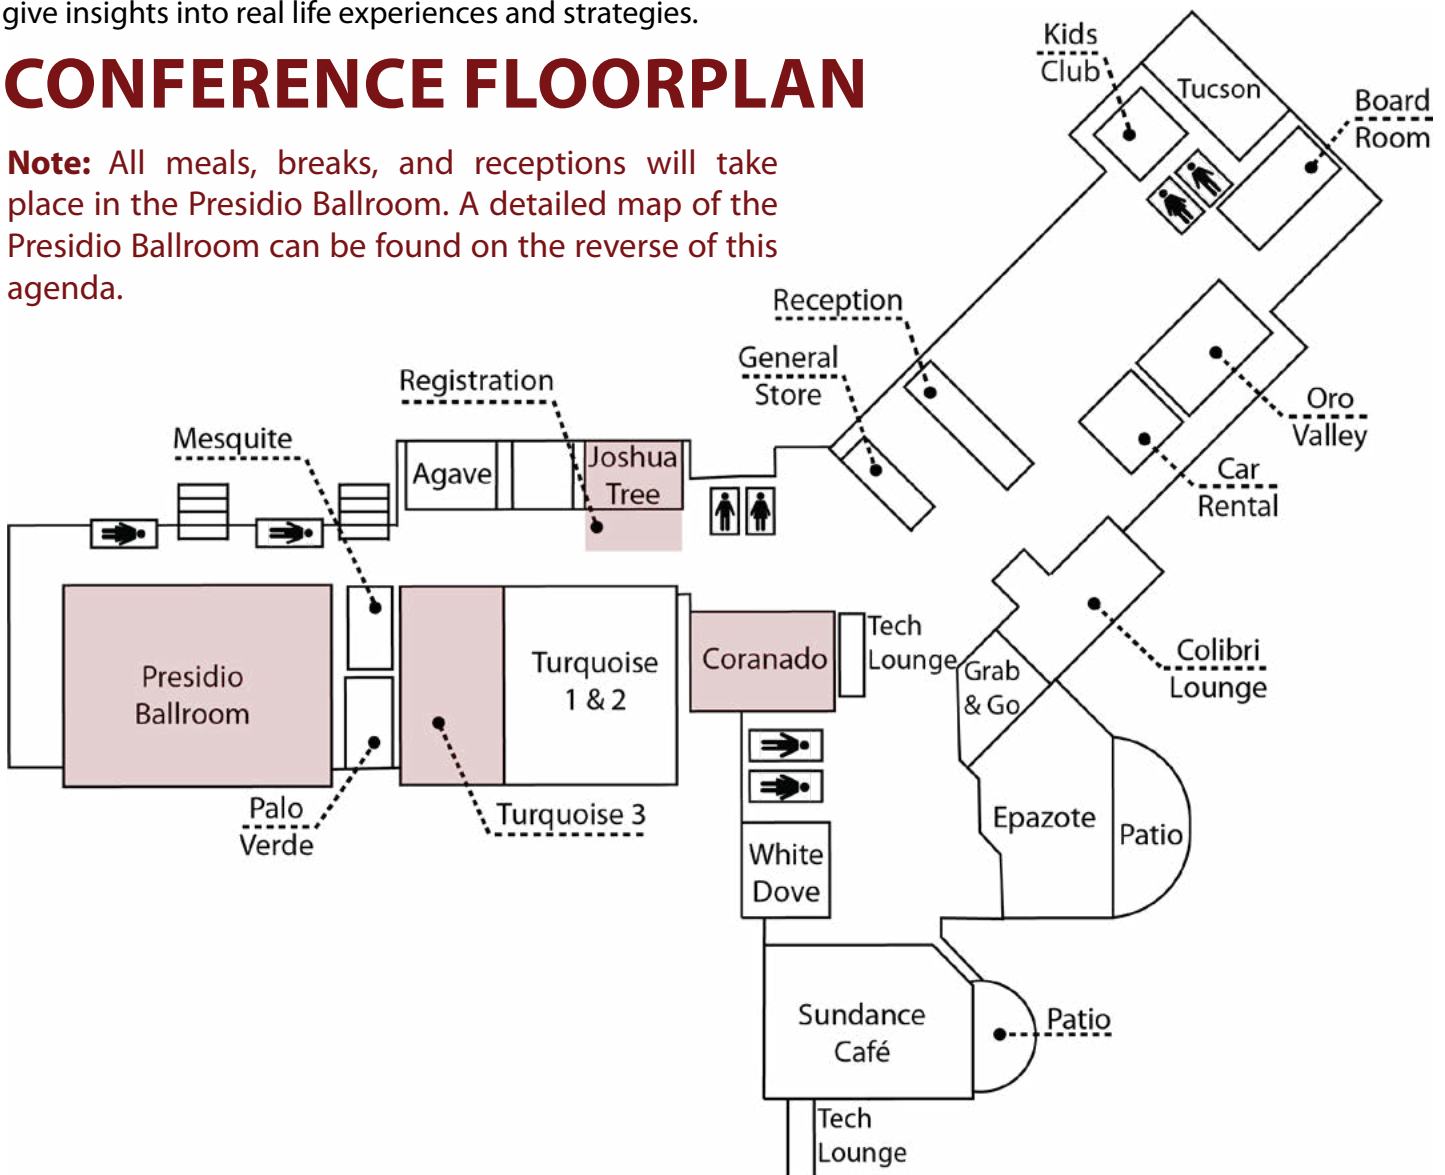 give insights into real life experiences and strategies.
CONFERENCE FLOORPLAN
Note: All meals, breaks, and receptions will take
place in the Presidio Ballroom. A detailed map of the
Presidio Ballroom can be found on the reverse of this
agenda.
Kids
Club
Tucson
Board
Room
Reception
General
Store
Registration
Mesquite
Agave
Joshua
Tree
Oro
Valley
Car
Rental
Presidio
Ballroom
Turquoise
1 & 2
Coranado
Tech
Lounge
Grab
& Go
Colibri
Lounge
Palo
Verde
Turquoise 3
White
Dove
Epazote
Patio
Sundance
Café
Patio
Tech
Lounge